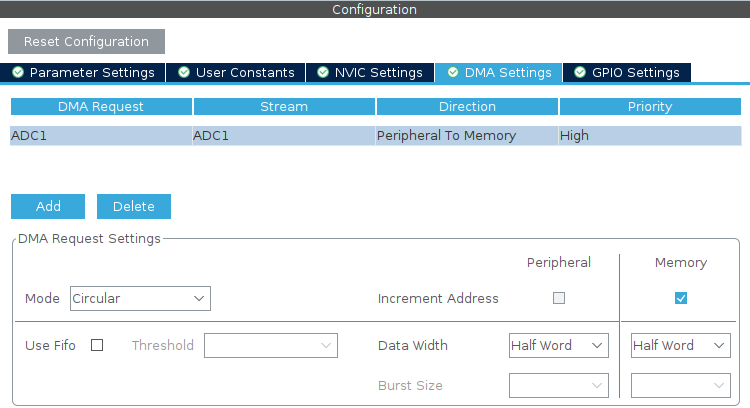 Configuration
Reset Configuration
Parameter Settings User Constants NVIC Settings DMA Settings GPIO Settings
DMA Request Stream Direction Priority
ADC1 ADC1 Peripheral To Memory High
Add Delete
DMA Request Settings
Peripheral Memory
Mode Circular Increment Address
Use Fifo Threshold Data Width Half Word Half Word
Burst Size